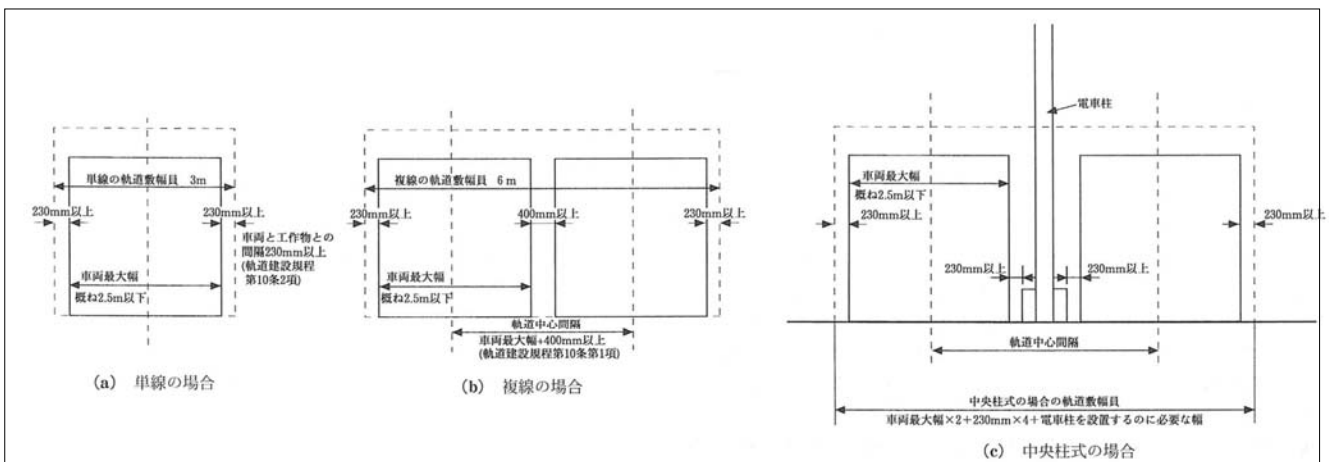 単線の軌道敷幅員 3m
230mm以上
230mm以上
車両と工作物との
間隔230mm以上
(軌道建設規程
第10条2項)
車両最大幅
概ね2.5m以下
(a) 単線の場合
複線の軌道敷幅員 6m
230mm以上
400mm以上
230mm以上
車両最大幅
概ね2.5m以下
軌道中心間隔
車両最大幅+400mm以上
(軌道建設規程第10条第1項)
(b) 複線の場合
電車柱
車両最大幅
概ね2.5m以下
230mm以上
230mm以上
230mm以上
230mm以上
軌道中心間隔
中央柱式の場合の軌道敷幅員
車両最大幅×2+230mm×4+電車柱を設置するのに必要な幅
(c) 中央柱式の場合